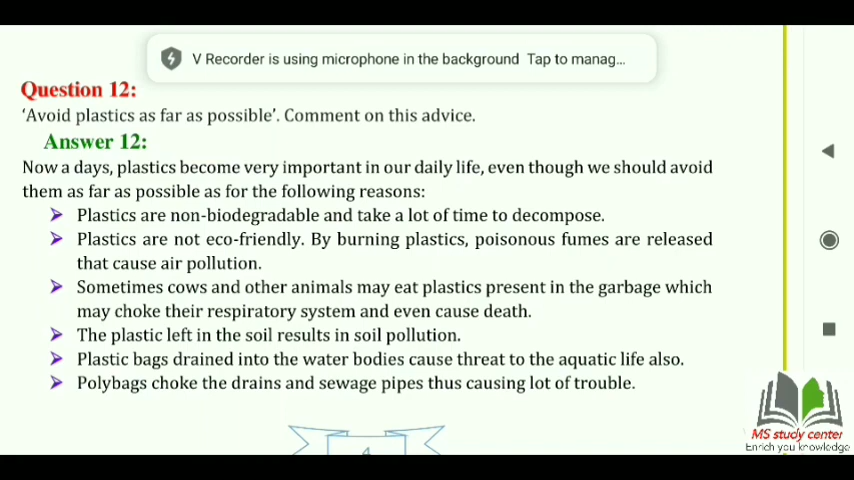 V Recorder is using microphone in the background Tap to manag...
Question 12:
‘Avoid plastics as far as possible’. Comment on this advice.
Answer 12:
Now a days, plastics become very important in our daily life, even though we should avoid
them as far as possible as for the following reasons:
➢ Plastics are non-biodegradable and take a lot of time to decompose.
➢ Plastics are not eco-friendly. By burning plastics, poisonous fumes are released
that cause air pollution.
➢ Sometimes cows and other animals may eat plastics present in the garbage which
may choke their respiratory system and even cause death.
➢ The plastic left in the soil results in soil pollution.
➢ Plastic bags drained into the water bodies cause threat to the aquatic life also.
➢ Polybags choke the drains and sewage pipes thus causing lot of trouble.
MS study center
Enrich you knowledge